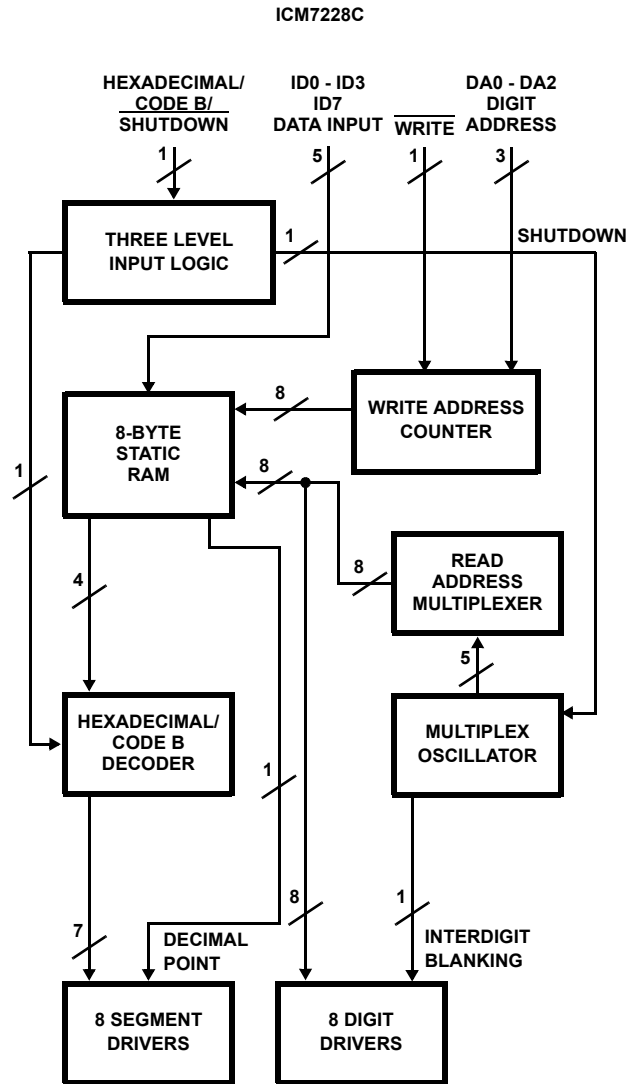 ICM7228C
HEXADECIMAL/
CODE B/
SHUTDOWN
ID0 - ID3
ID7
DATA INPUT
WRITE
DA0 - DA2
DIGIT
ADDRESS
1
5
1
3
THREE LEVEL
INPUT LOGIC
1
SHUTDOWN
8-BYTE
STATIC
RAM
8
WRITE ADDRESS
COUNTER
1
8
4
8
READ
ADDRESS
MULTIPLEXER
5
HEXADECIMAL/
CODE B
DECODER
1
MULTIPLEX
OSCILLATOR
7
DECIMAL
POINT
8
1
INTERDIGIT
BLANKING
8 SEGMENT
DRIVERS
8 DIGIT
DRIVERS